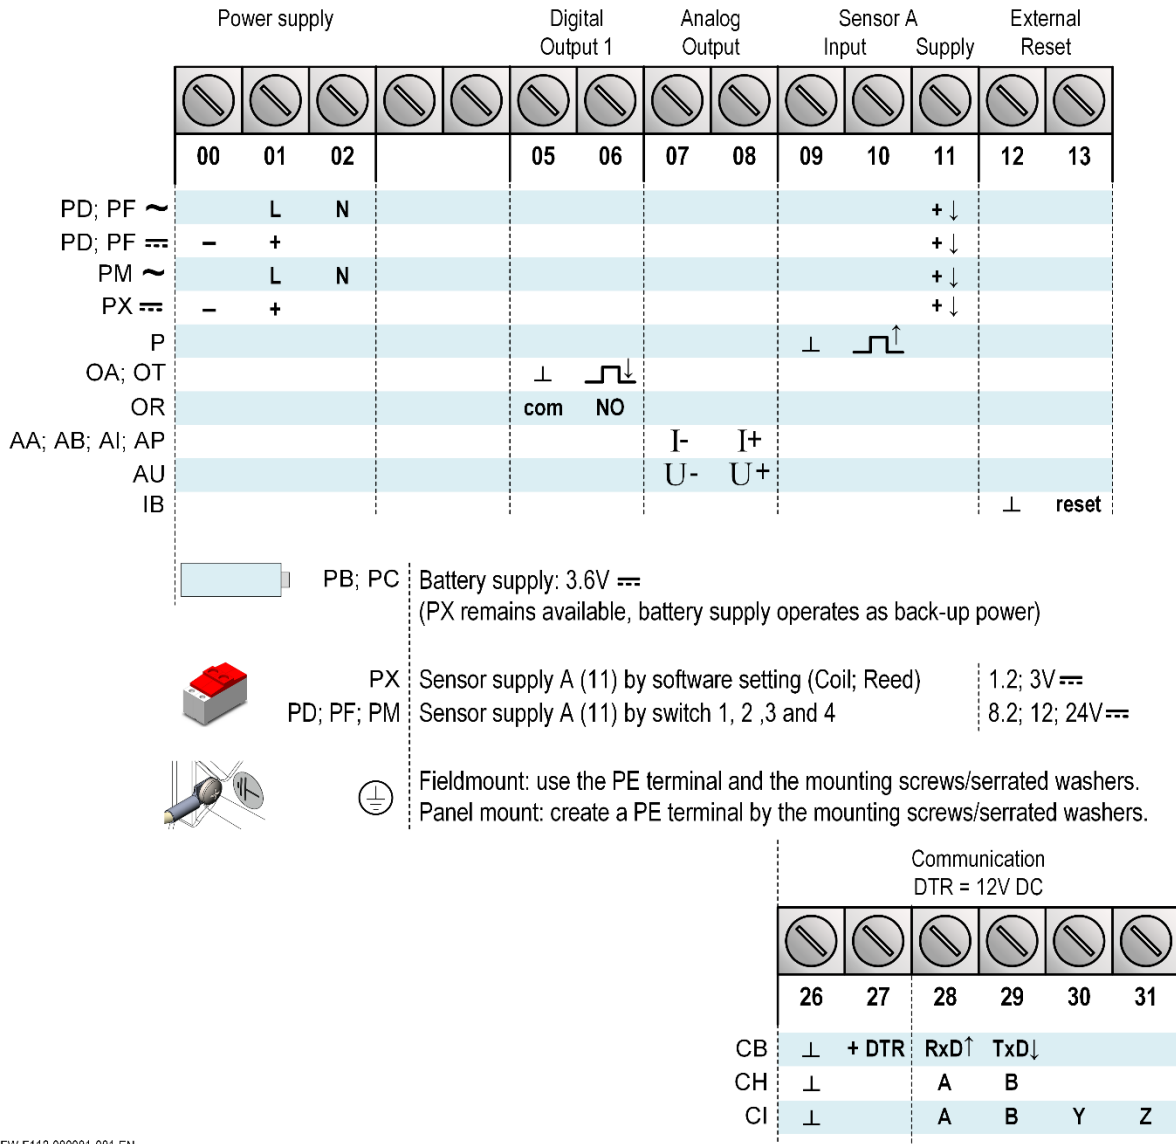 Power supply Digital Analog Sensor A External
Output 1 Output Input Supply Reset
00 01 02 05 06 07 08 09 10 11 12 13
PD; PF ~ L N + ↓
PD; PF ⎓ – + + ↓
PM ~ L N + ↓
PX ⎓ – + + ↓
P ⊥ ↑
OA; OT ⊥ ↓
OR com NO
AA; AB; AI; AP I- I+
AU U- U+
IB ⊥ reset
PB; PC Battery supply: 3.6V ⎓
(PX remains available, battery supply operates as back-up power)
PX Sensor supply A (11) by software setting (Coil; Reed) 1.2; 3V ⎓
PD; PF; PM Sensor supply A (11) by switch 1, 2 ,3 and 4 8.2; 12; 24V ⎓
Fieldmount: use the PE terminal and the mounting screws/serrated washers.
Panel mount: create a PE terminal by the mounting screws/serrated washers.
Communication
DTR = 12V DC
26 27 28 29 30 31
CB ⊥ + DTR RxD↑ TxD↓
CH ⊥ A B
CI ⊥ A B Y Z